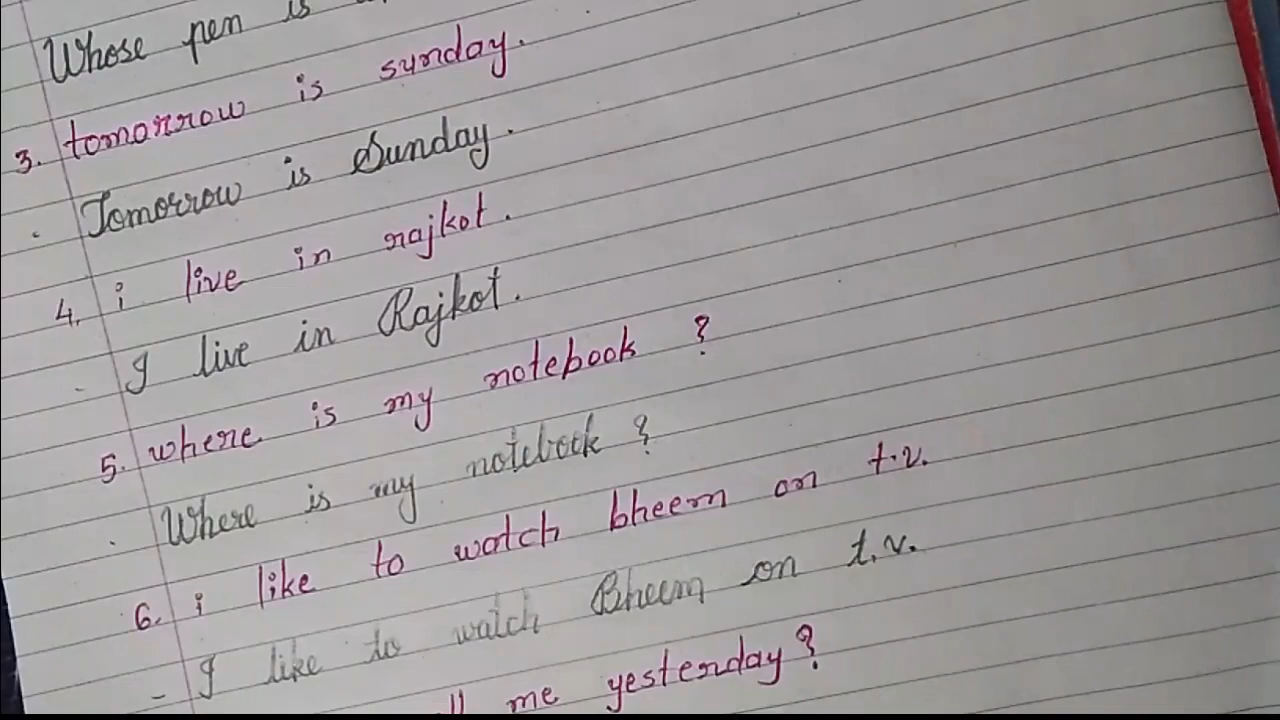 Whose pen is
3. tomorrow is sunday.
. Tomorrow is Sunday.
4. i live in rajkot.
- I live in Rajkot.
5. where is my notebook ?
. Where is my notebook ?
6. i like to watch bheem on t.v.
- I like to watch Bheem on t.v.
me yesterday ?